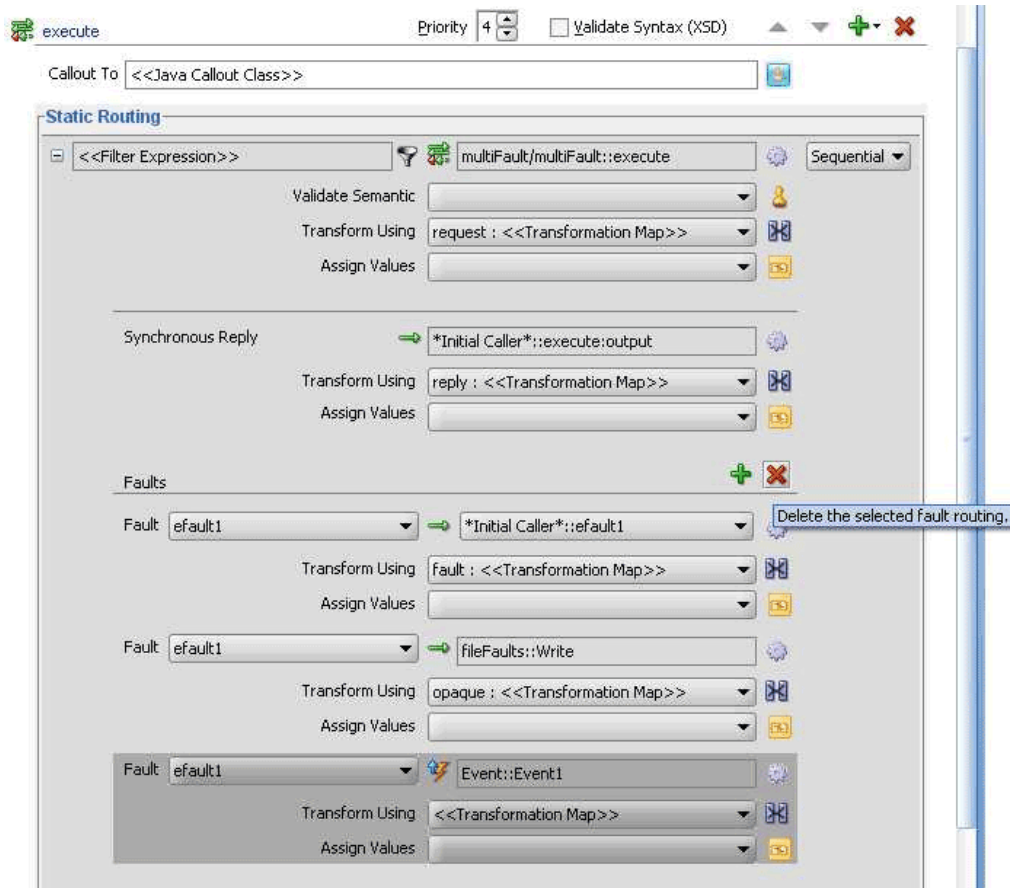 execute Priority 4 Validate Syntax (XSD)
Callout To <<Java Callout Class>>
Static Routing
<<Filter Expression>> multiFault/multiFault::execute Sequential
Validate Semantic
Transform Using request : <<Transformation Map>>
Assign Values
Synchronous Reply *Initial Caller*::execute:output
Transform Using reply : <<Transformation Map>>
Assign Values
Faults
Delete the selected fault routing.
Fault efault1 *Initial Caller*::efault1
Transform Using fault : <<Transformation Map>>
Assign Values
Fault efault1 fileFaults::Write
Transform Using opaque : <<Transformation Map>>
Assign Values
Fault efault1 Event::Event1
Transform Using <<Transformation Map>>
Assign Values